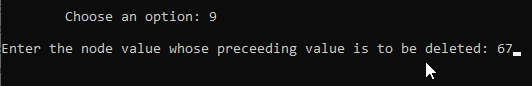 Choose an option: 9
Enter the node value whose preceeding value is to be deleted: 67